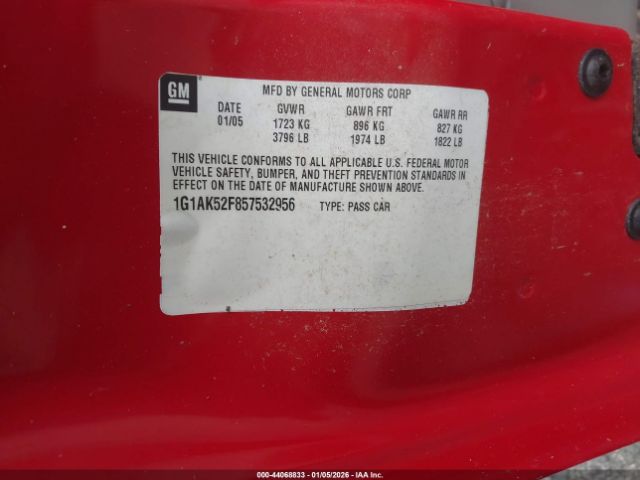 GM
MFD BY GENERAL MOTORS CORP
DATE GVWR GAWR FRT GAWR RR
01/05 1723 KG 896 KG 827 KG
3796 LB 1974 LB 1822 LB
THIS VEHICLE CONFORMS TO ALL APPLICABLE U.S. FEDERAL MOTOR
VEHICLE SAFETY, BUMPER, AND THEFT PREVENTION STANDARDS IN
EFFECT ON THE DATE OF MANUFACTURE SHOWN ABOVE.
1G1AK52F857532956 TYPE: PASS CAR
000-44068833 - 01/05/2026 - IAA Inc.